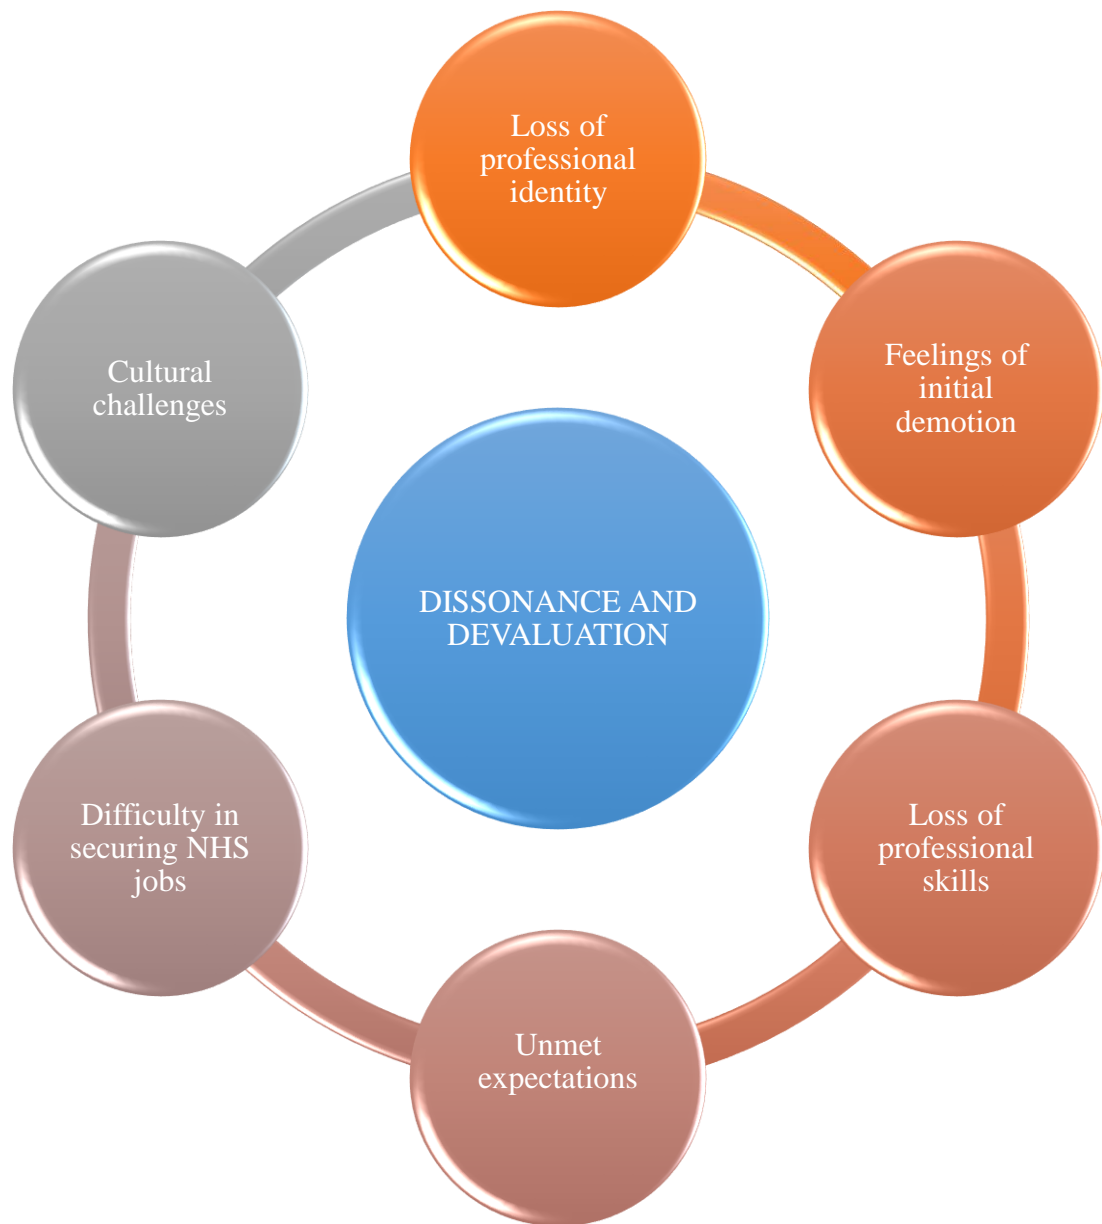 Loss of
professional
identity
Feelings of
initial
demotion
Cultural
challenges
DISSONANCE AND
DEVALUATION
Loss of
professional
skills
Difficulty in
securing NHS
jobs
Unmet
expectations